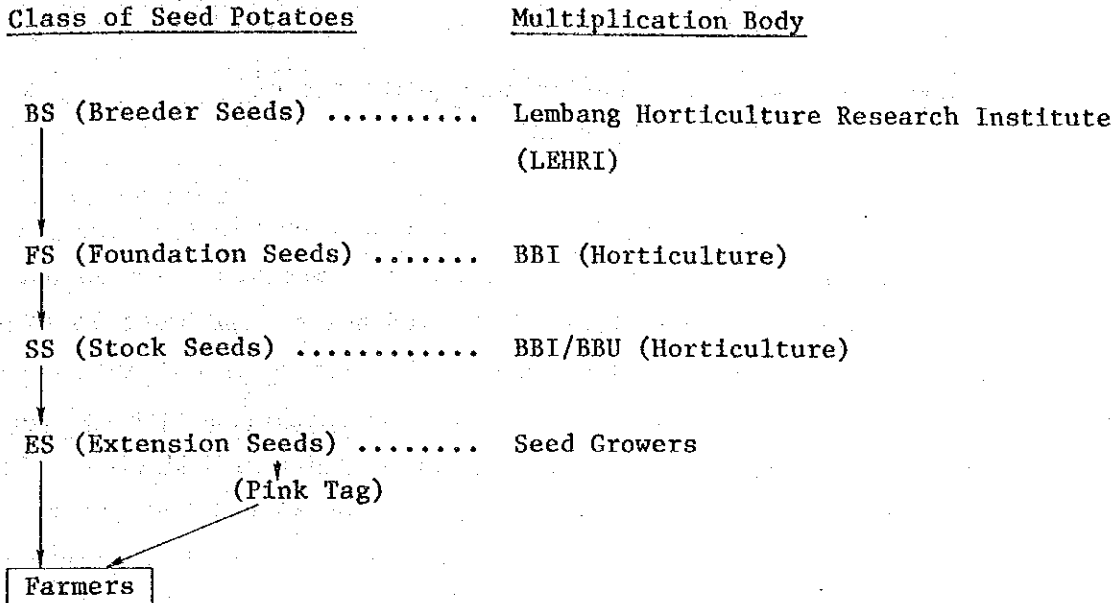 Class of Seed Potatoes Multiplication Body
BS (Breeder Seeds) .......... Lembang Horticulture Research Institute
(LEHRI)
FS (Foundation Seeds) ....... BBI (Horticulture)
SS (Stock Seeds) ............ BBI/BBU (Horticulture)
ES (Extension Seeds) ........ Seed Growers
(Pink Tag)
Farmers